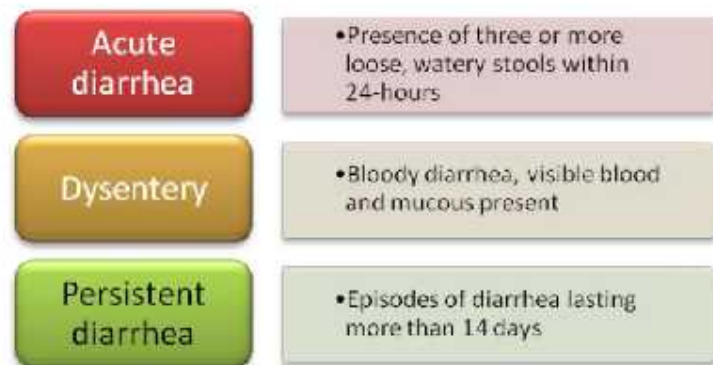 Acute
diarrhea
•Presence of three or more
loose, watery stools within
24-hours
Dysentery
•Bloody diarrhea, visible blood
and mucous present
Persistent
diarrhea
•Episodes of diarrhea lasting
more than 14 days